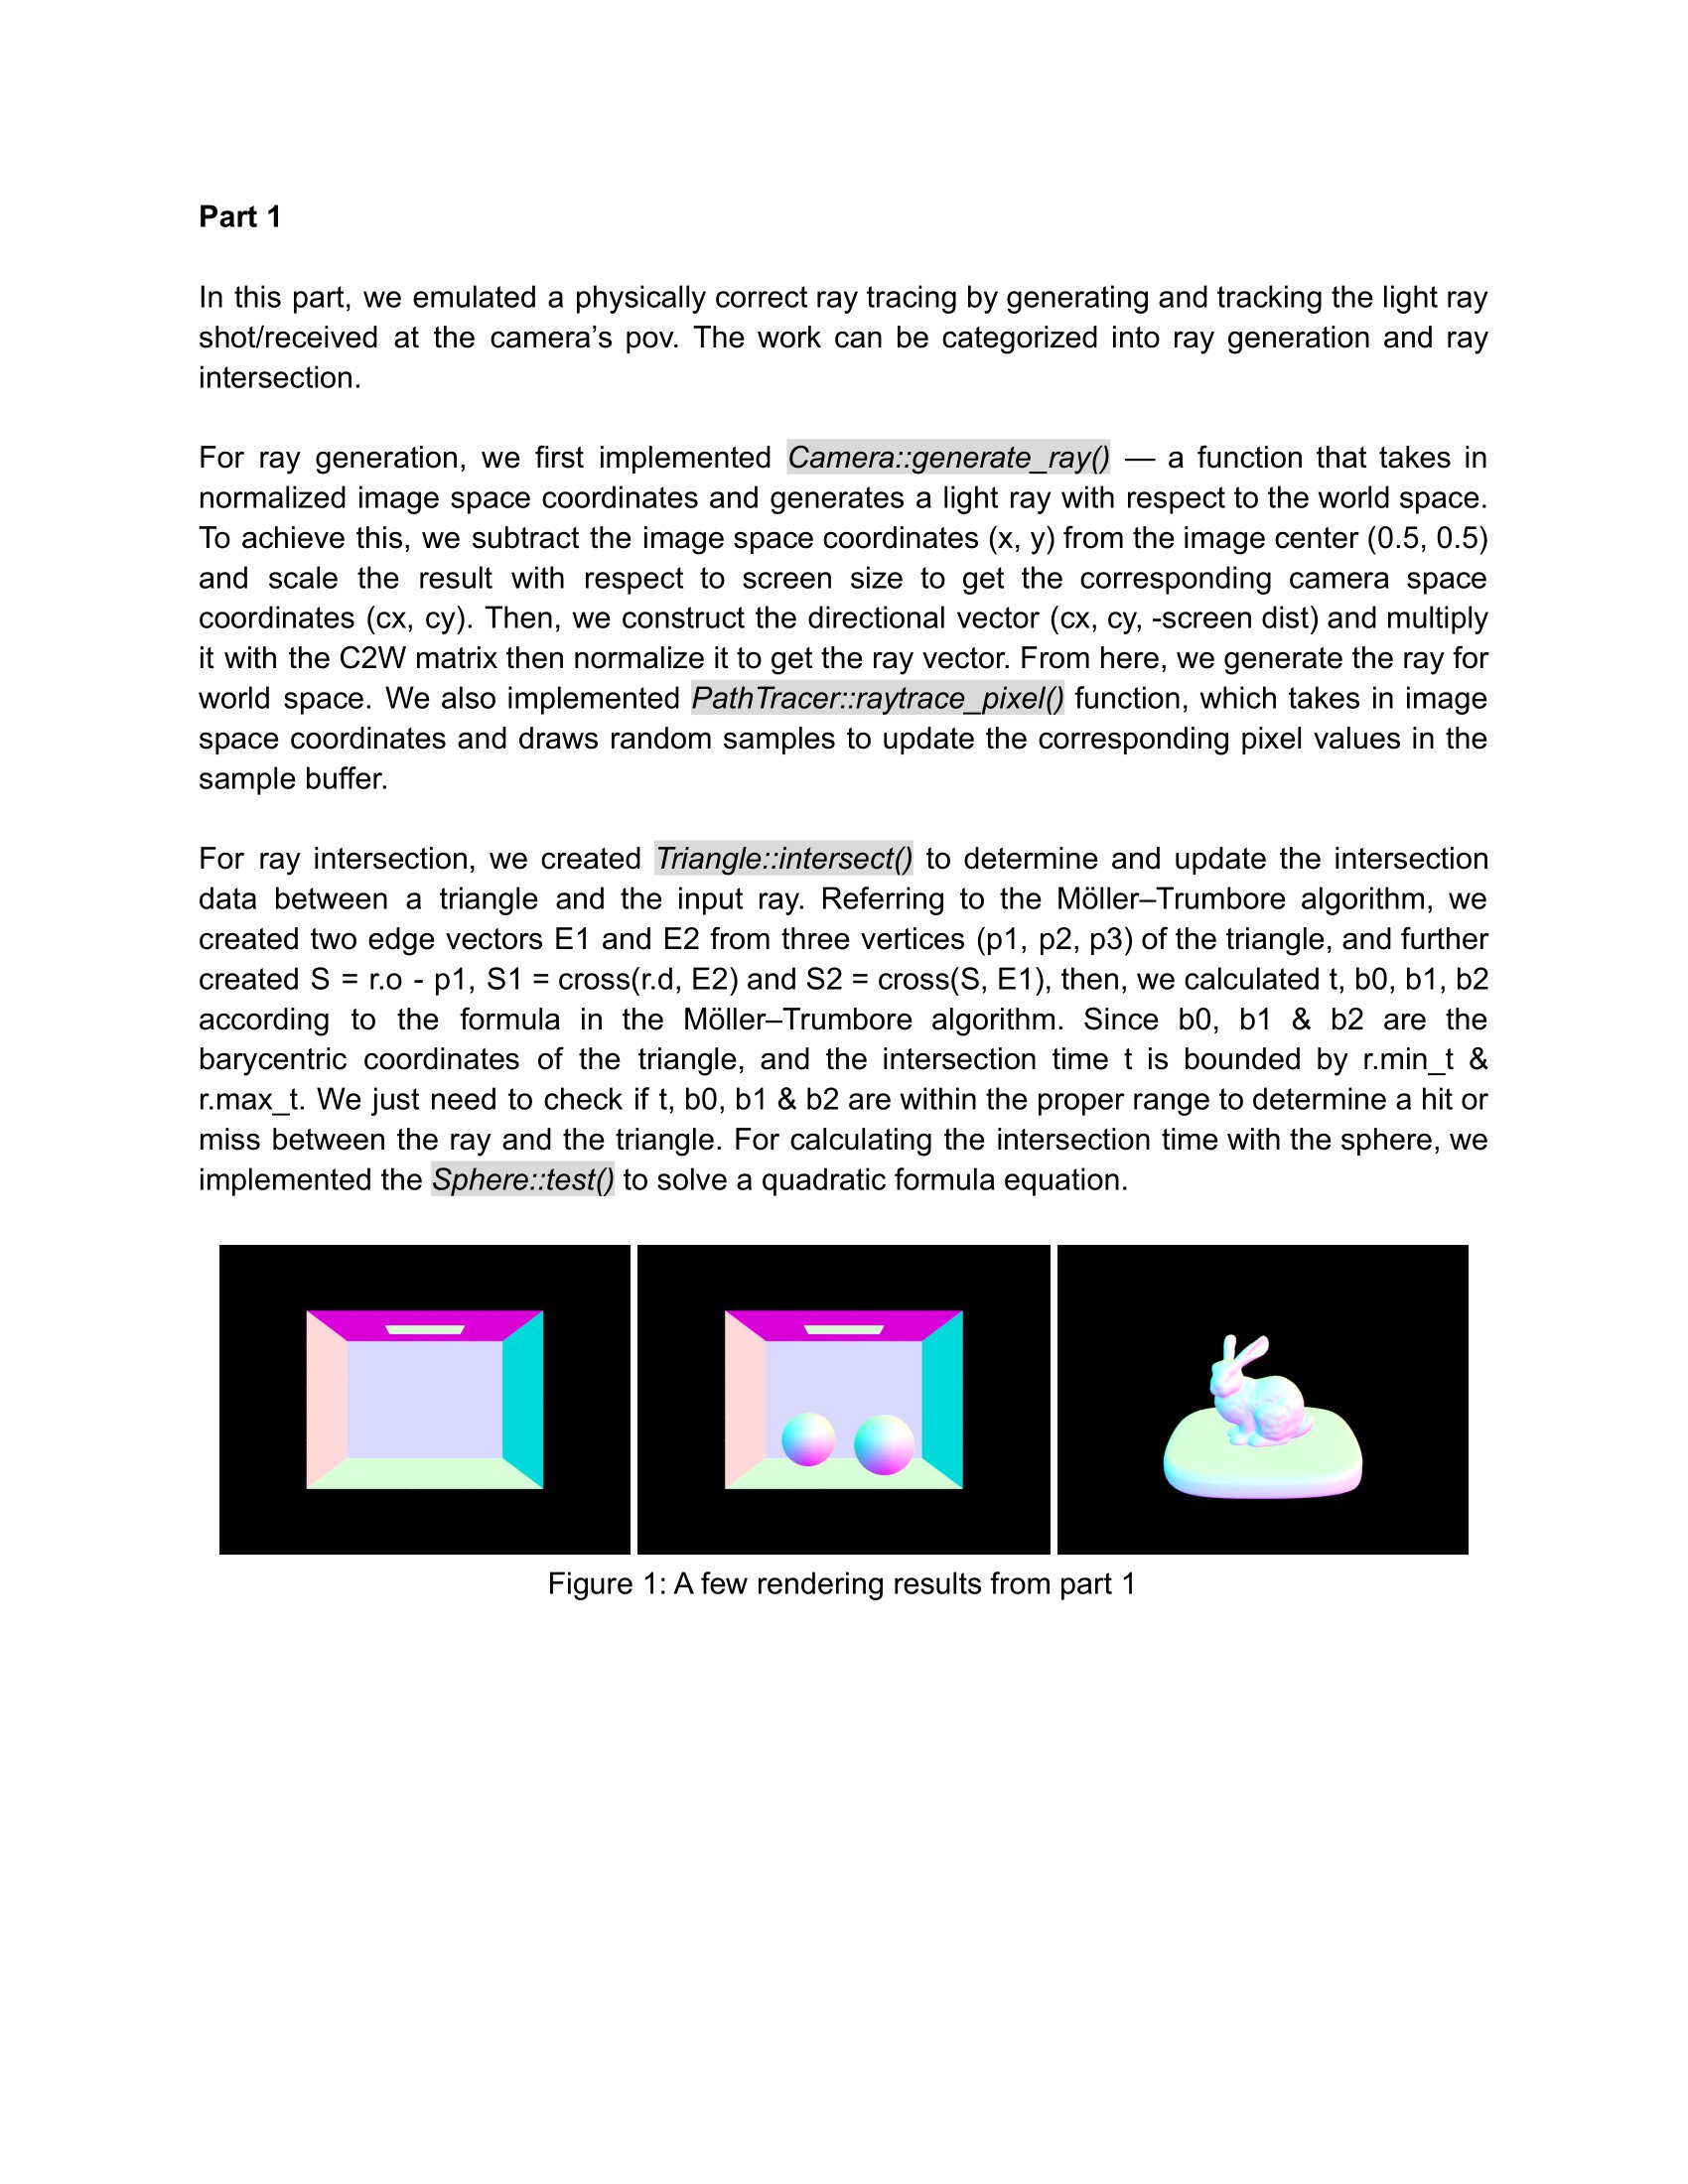 Part 1
In this part, we emulated a physically correct ray tracing by generating and tracking the light ray
shot/received at the camera’s pov. The work can be categorized into ray generation and ray
intersection.
For ray generation, we first implemented Camera::generate_ray() — a function that takes in
normalized image space coordinates and generates a light ray with respect to the world space.
To achieve this, we subtract the image space coordinates (x, y) from the image center (0.5, 0.5)
and scale the result with respect to screen size to get the corresponding camera space
coordinates (cx, cy). Then, we construct the directional vector (cx, cy, -screen dist) and multiply
it with the C2W matrix then normalize it to get the ray vector. From here, we generate the ray for
world space. We also implemented PathTracer::raytrace_pixel() function, which takes in image
space coordinates and draws random samples to update the corresponding pixel values in the
sample buffer.
For ray intersection, we created Triangle::intersect() to determine and update the intersection
data between a triangle and the input ray. Referring to the Möller–Trumbore algorithm, we
created two edge vectors E1 and E2 from three vertices (p1, p2, p3) of the triangle, and further
created S = r.o - p1, S1 = cross(r.d, E2) and S2 = cross(S, E1), then, we calculated t, b0, b1, b2
according to the formula in the Möller–Trumbore algorithm. Since b0, b1 & b2 are the
barycentric coordinates of the triangle, and the intersection time t is bounded by r.min_t &
r.max_t. We just need to check if t, b0, b1 & b2 are within the proper range to determine a hit or
miss between the ray and the triangle. For calculating the intersection time with the sphere, we
implemented the Sphere::test() to solve a quadratic formula equation.
Figure 1: A few rendering results from part 1